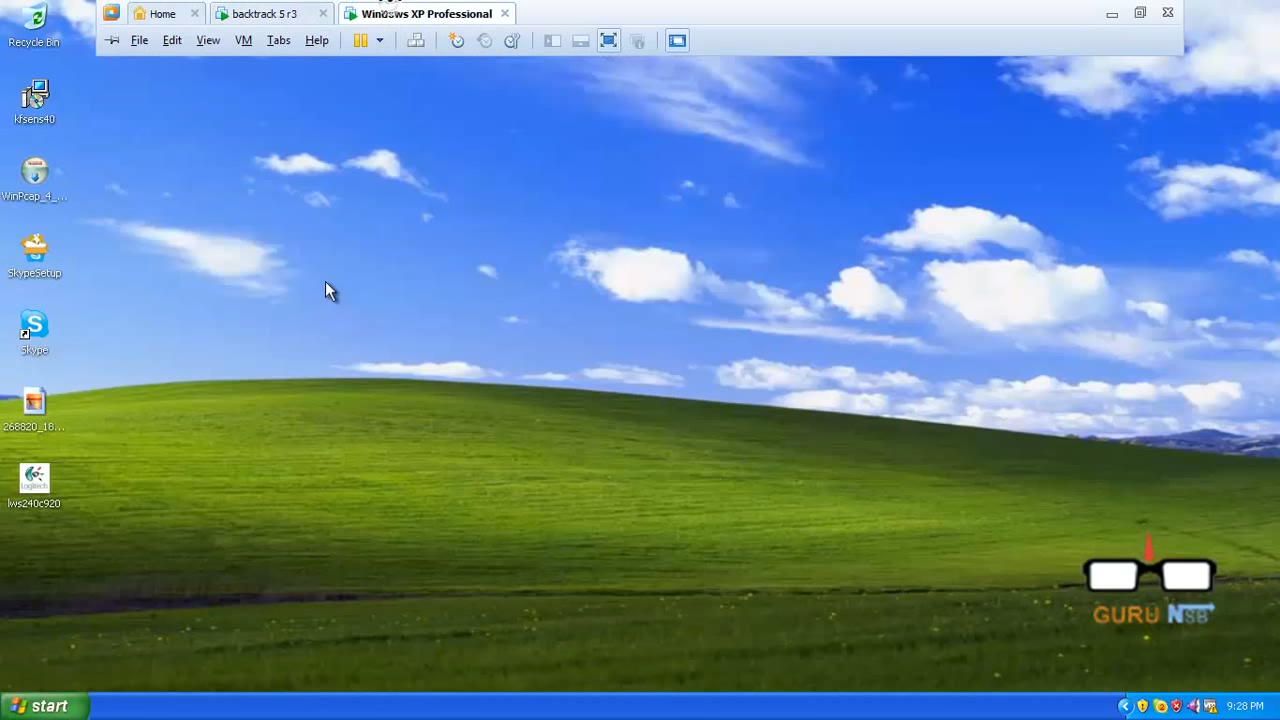 Home
backtrack 5 r3
Windows XP Professional
File Edit View VM Tabs Help
Recycle Bin
kfsens40
WinPcap_4_...
SkypeSetup
Skype
268820_18...
Logitech
lws240c920
GURU NSB
start
9:28 PM